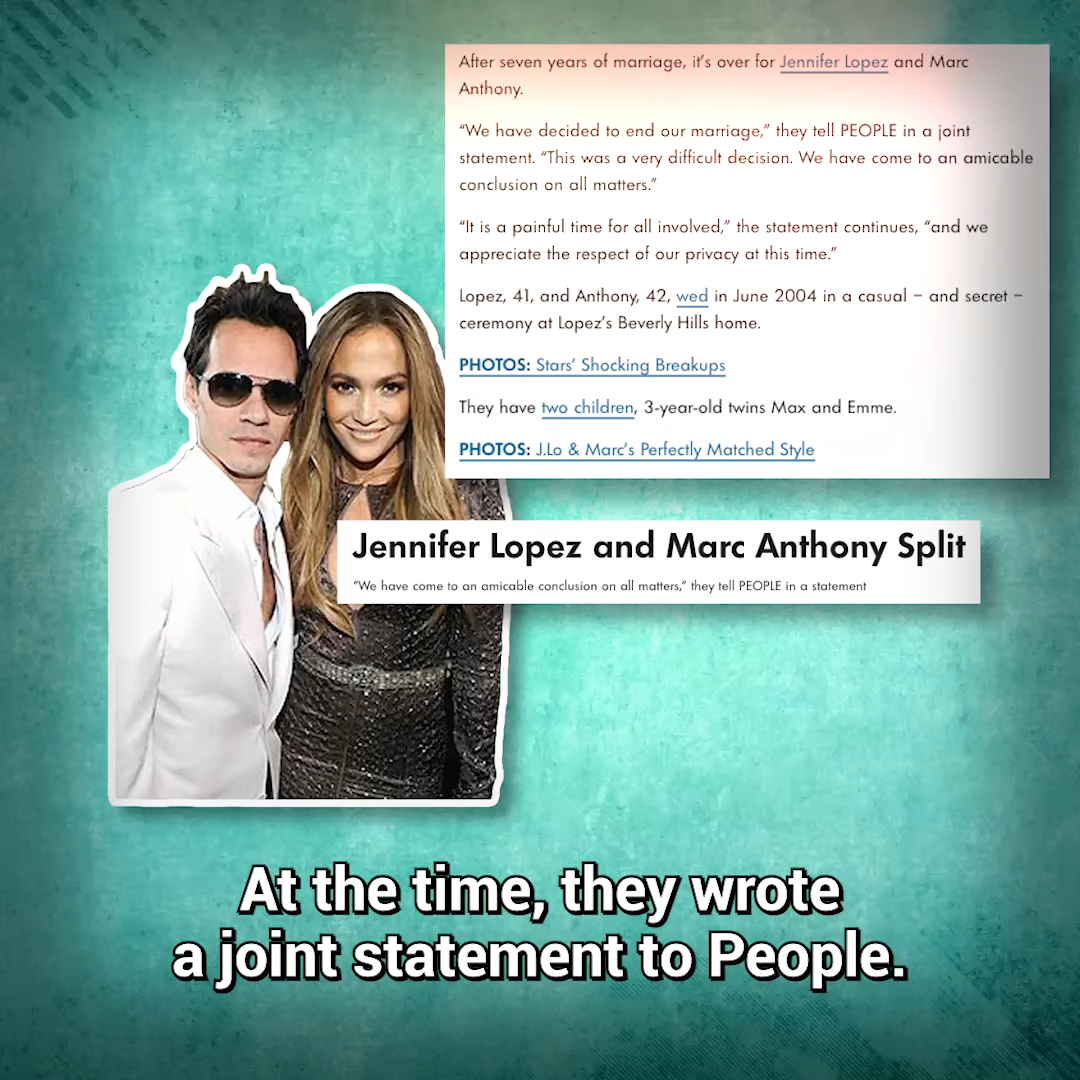 After seven years of marriage, it’s over for Jennifer Lopez and Marc
Anthony.
“We have decided to end our marriage,” they tell PEOPLE in a joint
statement. “This was a very difficult decision. We have come to an amicable
conclusion on all matters.”
“It is a painful time for all involved,” the statement continues, “and we
appreciate the respect of our privacy at this time.”
Lopez, 41, and Anthony, 42, wed in June 2004 in a casual – and secret –
ceremony at Lopez’s Beverly Hills home.
PHOTOS: Stars’ Shocking Breakups
They have two children, 3-year-old twins Max and Emme.
PHOTOS: J.Lo & Marc’s Perfectly Matched Style
Jennifer Lopez and Marc Anthony Split
“We have come to an amicable conclusion on all matters,” they tell PEOPLE in a statement
At the time, they wrote
a joint statement to People.